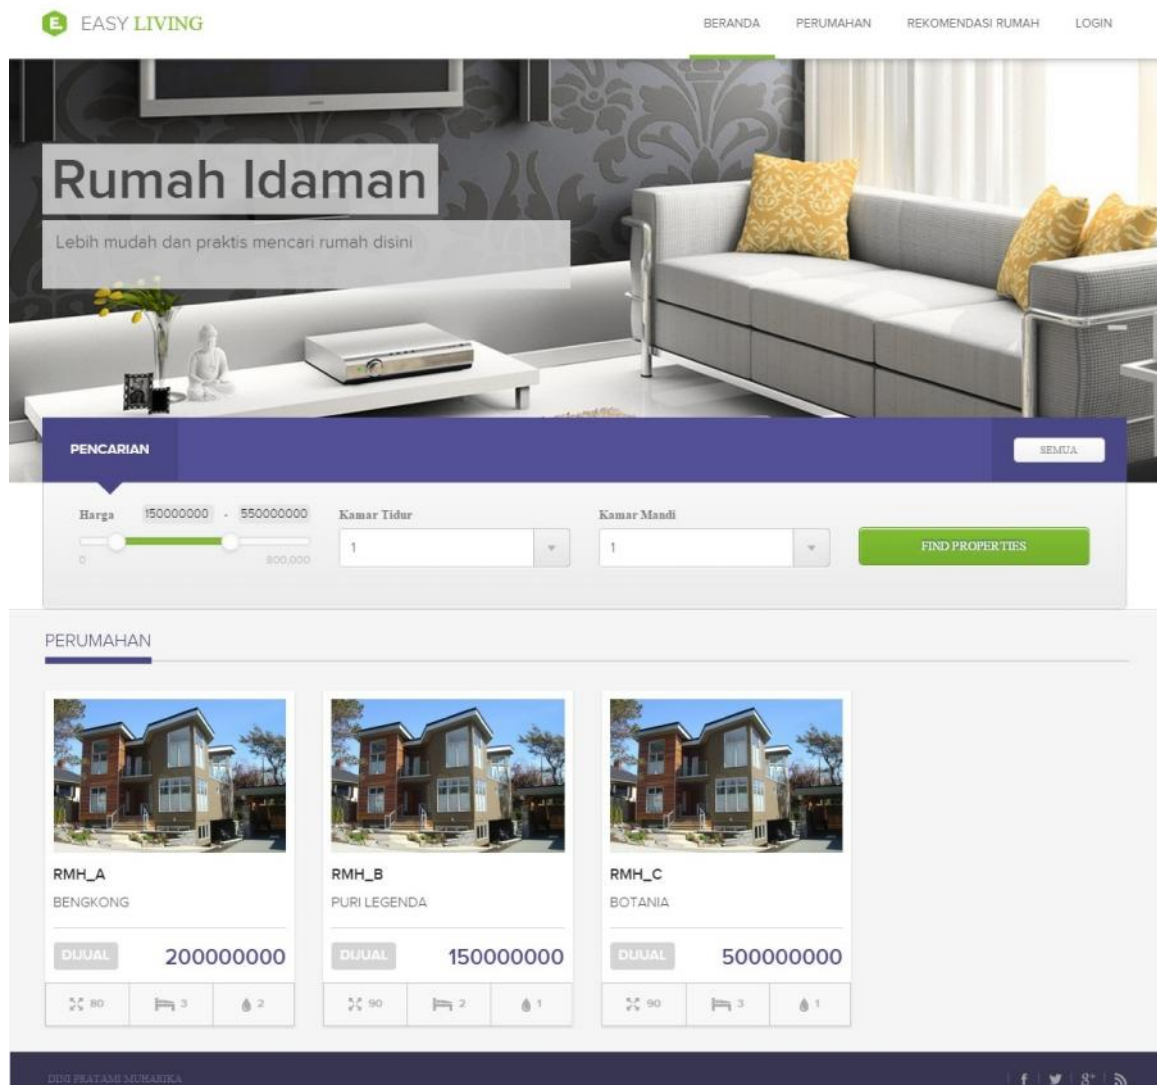 E. EASY LIVING
BERANDA PERUMAHAN REKOMENDASI RUMAH LOGIN
Rumah Idaman
Lebih mudah dan praktis mencari rumah disini
PENCARIAN SEMUA
Harga 150000000 - 550000000 Kamar Tidur Kamar Mandi
1 1 FIND PROPERTIES
0 800,000
PERUMAHAN
RMH_A RMH_B RMH_C
BENGKONG PURI LEGENDA BOTANIA
DIJUAL 200000000 DIJUAL 150000000 DIJUAL 500000000
80 3 2 90 2 1 90 3 1
DINI PRATAMI MUHARIKA